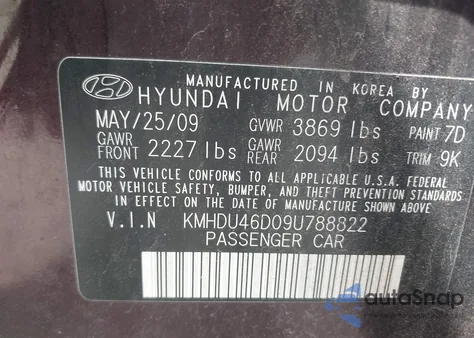 MANUFACTURED IN KOREA BY
HYUNDAI MOTOR COMPANY
MAY/25/09 GVWR 3869 lbs PAINT 7D
GAWR FRONT 2227 lbs GAWR REAR 2094 lbs TRIM 9K
THIS VEHICLE CONFORMS TO ALL APPLICABLE U.S.A. FEDERAL
MOTOR VEHICLE SAFETY, BUMPER, AND THEFT PREVENTION STANDARDS
IN EFFECT ON THE DATE OF MANUFACTURE SHOWN ABOVE.
V.I.N KMHDU46D09U788822
PASSENGER CAR
autoSnap